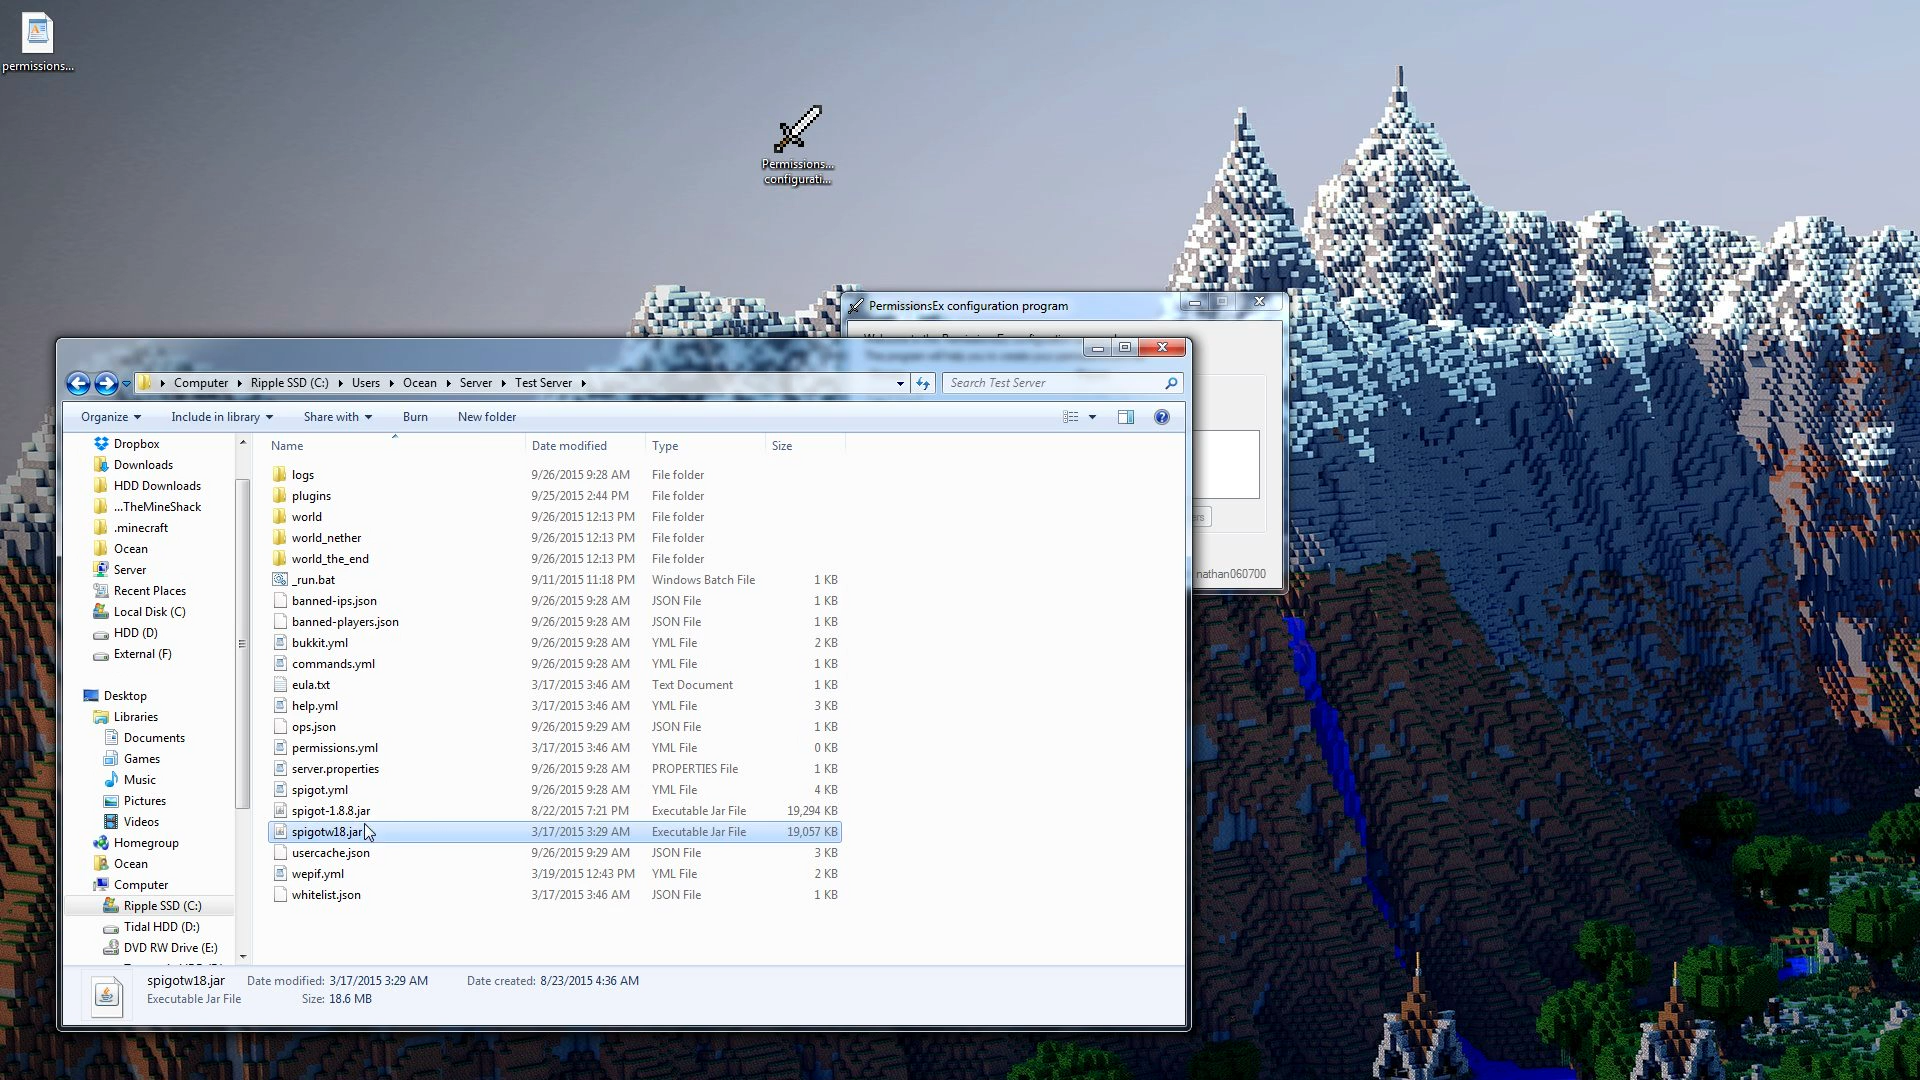 permissions...
Permissions...
configurati...
PermissionsEx configuration program
Computer Ripple SSD (C:) Users Ocean Server Test Server
Search Test Server
Organize Include in library Share with Burn New folder
Dropbox
Downloads
HDD Downloads
...TheMineShack
.minecraft
Ocean
Server
Recent Places
Local Disk (C)
HDD (D)
External (F)
Desktop
Libraries
Documents
Games
Music
Pictures
Videos
Homegroup
Ocean
Computer
Ripple SSD (C:)
Tidal HDD (D:)
DVD RW Drive (E:)
Name Date modified Type Size
logs 9/26/2015 9:28 AM File folder
plugins 9/25/2015 2:44 PM File folder
world 9/26/2015 12:13 PM File folder
world_nether 9/26/2015 12:13 PM File folder
world_the_end 9/26/2015 12:13 PM File folder
_run.bat 9/11/2015 11:18 PM Windows Batch File 1 KB
banned-ips.json 9/26/2015 9:28 AM JSON File 1 KB
banned-players.json 9/26/2015 9:28 AM JSON File 1 KB
bukkit.yml 9/26/2015 9:28 AM YML File 2 KB
commands.yml 9/26/2015 9:28 AM YML File 1 KB
eula.txt 3/17/2015 3:46 AM Text Document 1 KB
help.yml 3/17/2015 3:46 AM YML File 3 KB
ops.json 9/26/2015 9:29 AM JSON File 1 KB
permissions.yml 3/17/2015 3:46 AM YML File 0 KB
server.properties 9/26/2015 9:28 AM PROPERTIES File 1 KB
spigot.yml 9/26/2015 9:28 AM YML File 4 KB
spigot-1.8.8.jar 8/22/2015 7:21 PM Executable Jar File 19,294 KB
spigotw18.jar 3/17/2015 3:29 AM Executable Jar File 19,057 KB
usercache.json 9/26/2015 9:29 AM JSON File 3 KB
wepif.yml 3/19/2015 12:43 PM YML File 2 KB
whitelist.json 3/17/2015 3:46 AM JSON File 1 KB
nathan060700
spigotw18.jar Date modified: 3/17/2015 3:29 AM Date created: 8/23/2015 4:36 AM
Executable Jar File Size: 18.6 MB